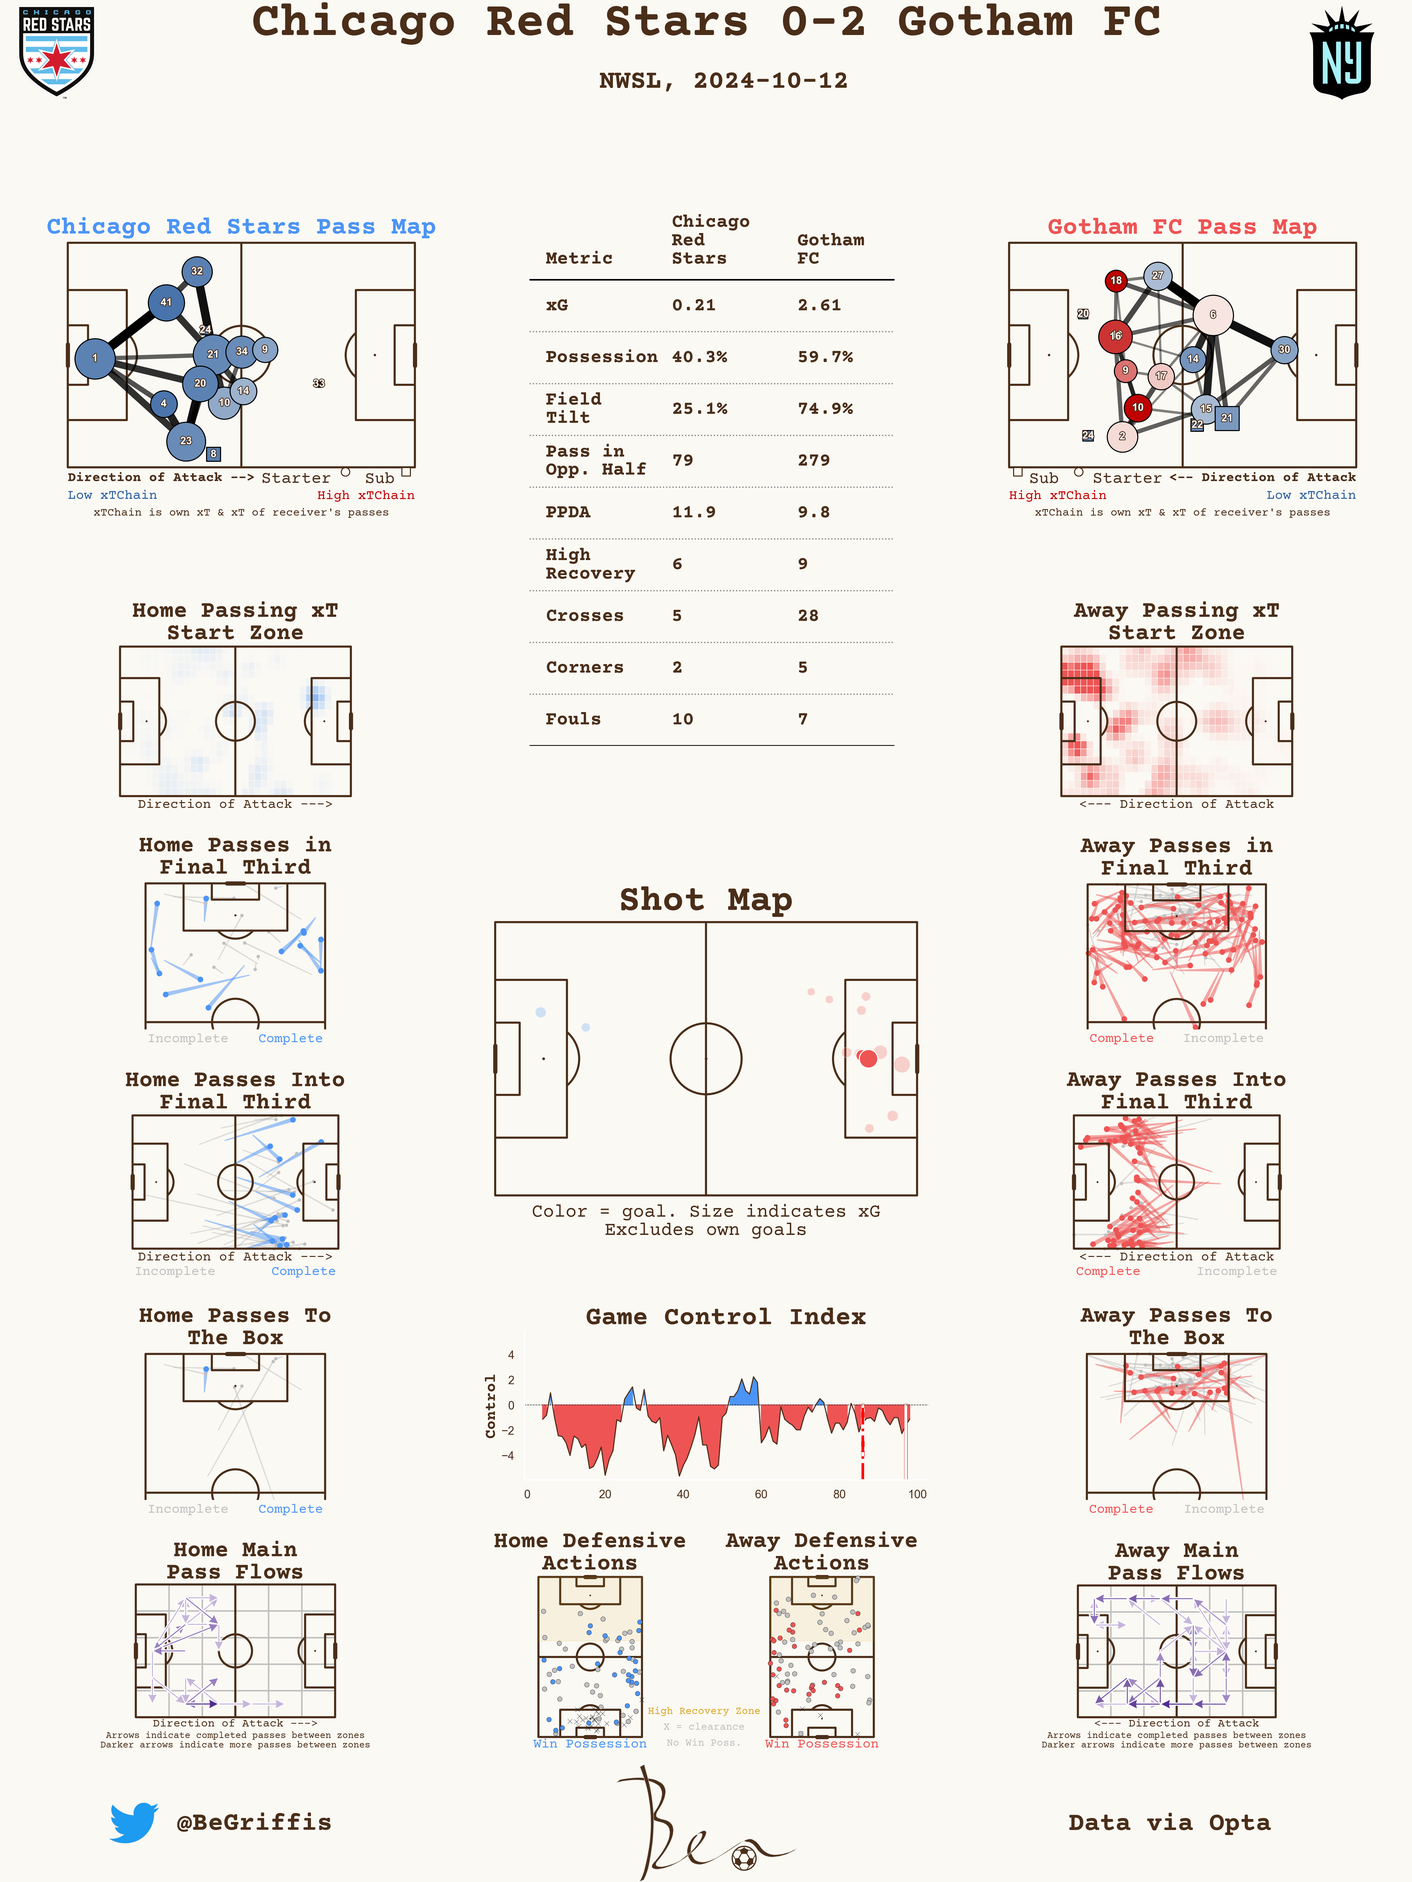 Chicago Red Stars 0-2 Gotham FC
NWSL, 2024-10-12
CHICAGO
RED STARS
NY
Chicago Red Stars Pass Map
32
41
24
1
21
34
9
20
14
4
10
23
8
33
Direction of Attack --> Starter Sub
Low xTChain High xTChain
xTChain is own xT & xT of receiver's passes
Metric Chicago Red Stars Gotham FC
xG 0.21 2.61
Possession 40.3% 59.7%
Field Tilt 25.1% 74.9%
Pass in Opp. Half 79 279
PPDA 11.9 9.8
High Recovery 6 9
Crosses 5 28
Corners 2 5
Fouls 10 7
Gotham FC Pass Map
18
27
20
6
16
30
14
9
17
10
15
21
22
24
2
Sub Starter <-- Direction of Attack
High xTChain Low xTChain
xTChain is own xT & xT of receiver's passes
Home Passing xT
Start Zone
Direction of Attack --->
Home Passes in
Final Third
Incomplete Complete
Home Passes Into
Final Third
Direction of Attack --->
Incomplete Complete
Home Passes To
The Box
Incomplete Complete
Home Main
Pass Flows
Direction of Attack --->
Arrows indicate completed passes between zones
Darker arrows indicate more passes between zones
Shot Map
Color = goal. Size indicates xG
Excludes own goals
Game Control Index
Control
4
2
0
−2
−4
0 20 40 60 80 100
Home Defensive
Actions
Win Possession
Away Defensive
Actions
Win Possession
High Recovery Zone
X = clearance
No Win Poss.
Away Passing xT
Start Zone
<--- Direction of Attack
Away Passes in
Final Third
Complete Incomplete
Away Passes Into
Final Third
<--- Direction of Attack
Complete Incomplete
Away Passes To
The Box
Complete Incomplete
Away Main
Pass Flows
<--- Direction of Attack
Arrows indicate completed passes between zones
Darker arrows indicate more passes between zones
@BeGriffis
Ben
Data via Opta